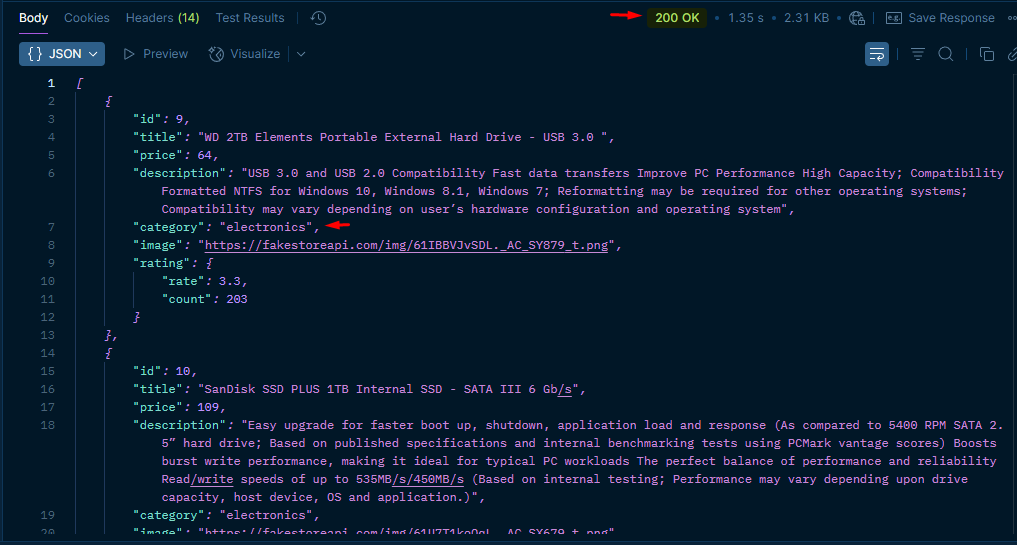 Body Cookies Headers (14) Test Results 200 OK • 1.35 s • 2.31 KB • e.g. Save Response
{} JSON Preview Visualize
1 [
2 {
3 "id": 9,
4 "title": "WD 2TB Elements Portable External Hard Drive - USB 3.0 ",
5 "price": 64,
6 "description": "USB 3.0 and USB 2.0 Compatibility Fast data transfers Improve PC Performance High Capacity; Compatibility
Formatted NTFS for Windows 10, Windows 8.1, Windows 7; Reformatting may be required for other operating systems;
Compatibility may vary depending on user’s hardware configuration and operating system",
7 "category": "electronics",
8 "image": "https://fakestoreapi.com/img/61IBBVJvSDL._AC_SY879_t.png",
9 "rating": {
10 "rate": 3.3,
11 "count": 203
12 }
13 },
14 {
15 "id": 10,
16 "title": "SanDisk SSD PLUS 1TB Internal SSD - SATA III 6 Gb/s",
17 "price": 109,
18 "description": "Easy upgrade for faster boot up, shutdown, application load and response (As compared to 5400 RPM SATA 2.
5” hard drive; Based on published specifications and internal benchmarking tests using PCMark vantage scores) Boosts
burst write performance, making it ideal for typical PC workloads The perfect balance of performance and reliability
Read/write speeds of up to 535MB/s/450MB/s (Based on internal testing; Performance may vary depending upon drive
capacity, host device, OS and application.)",
19 "category": "electronics",
20 "image": "https://fakestoreapi.com/img/61U7T1koQqL._AC_SX679_t.png"